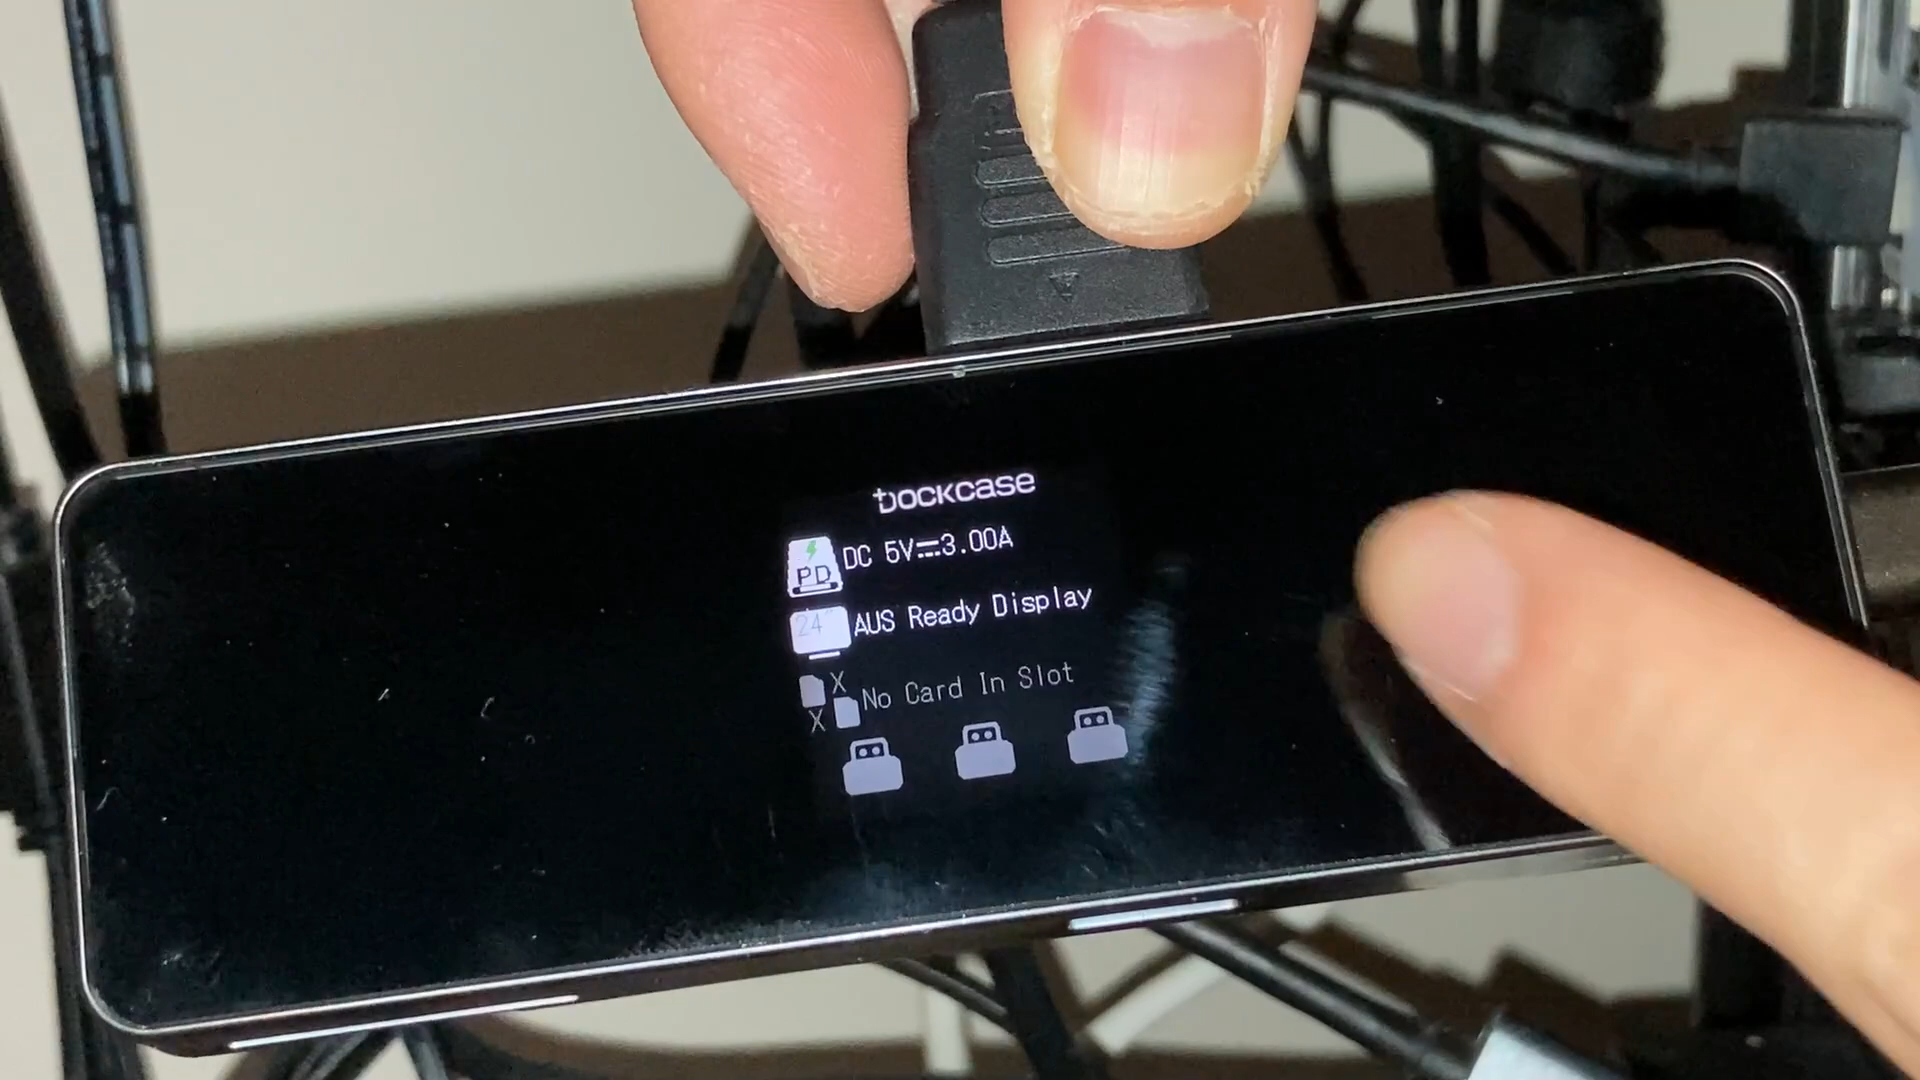 DOCKCASE
PD DC 5V⎓3.00A
24" AUS Ready Display
X
X No Card In Slot